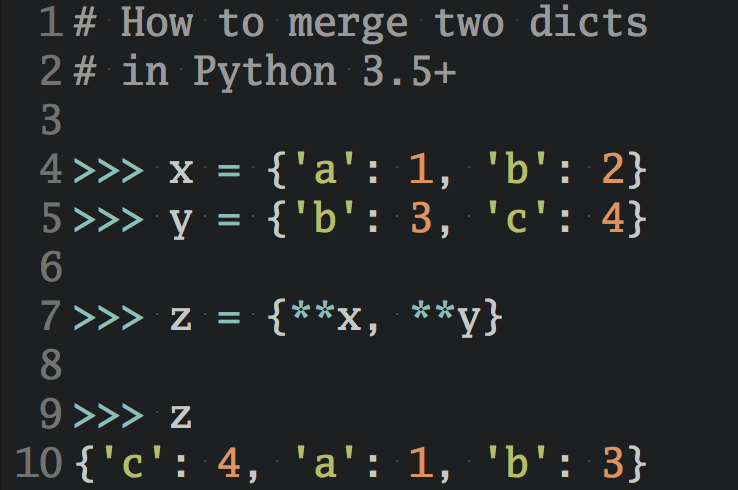 1 # How to merge two dicts
2 # in Python 3.5+
3
4 >>> x = {'a': 1, 'b': 2}
5 >>> y = {'b': 3, 'c': 4}
6
7 >>> z = {**x, **y}
8
9 >>> z
10 {'c': 4, 'a': 1, 'b': 3}